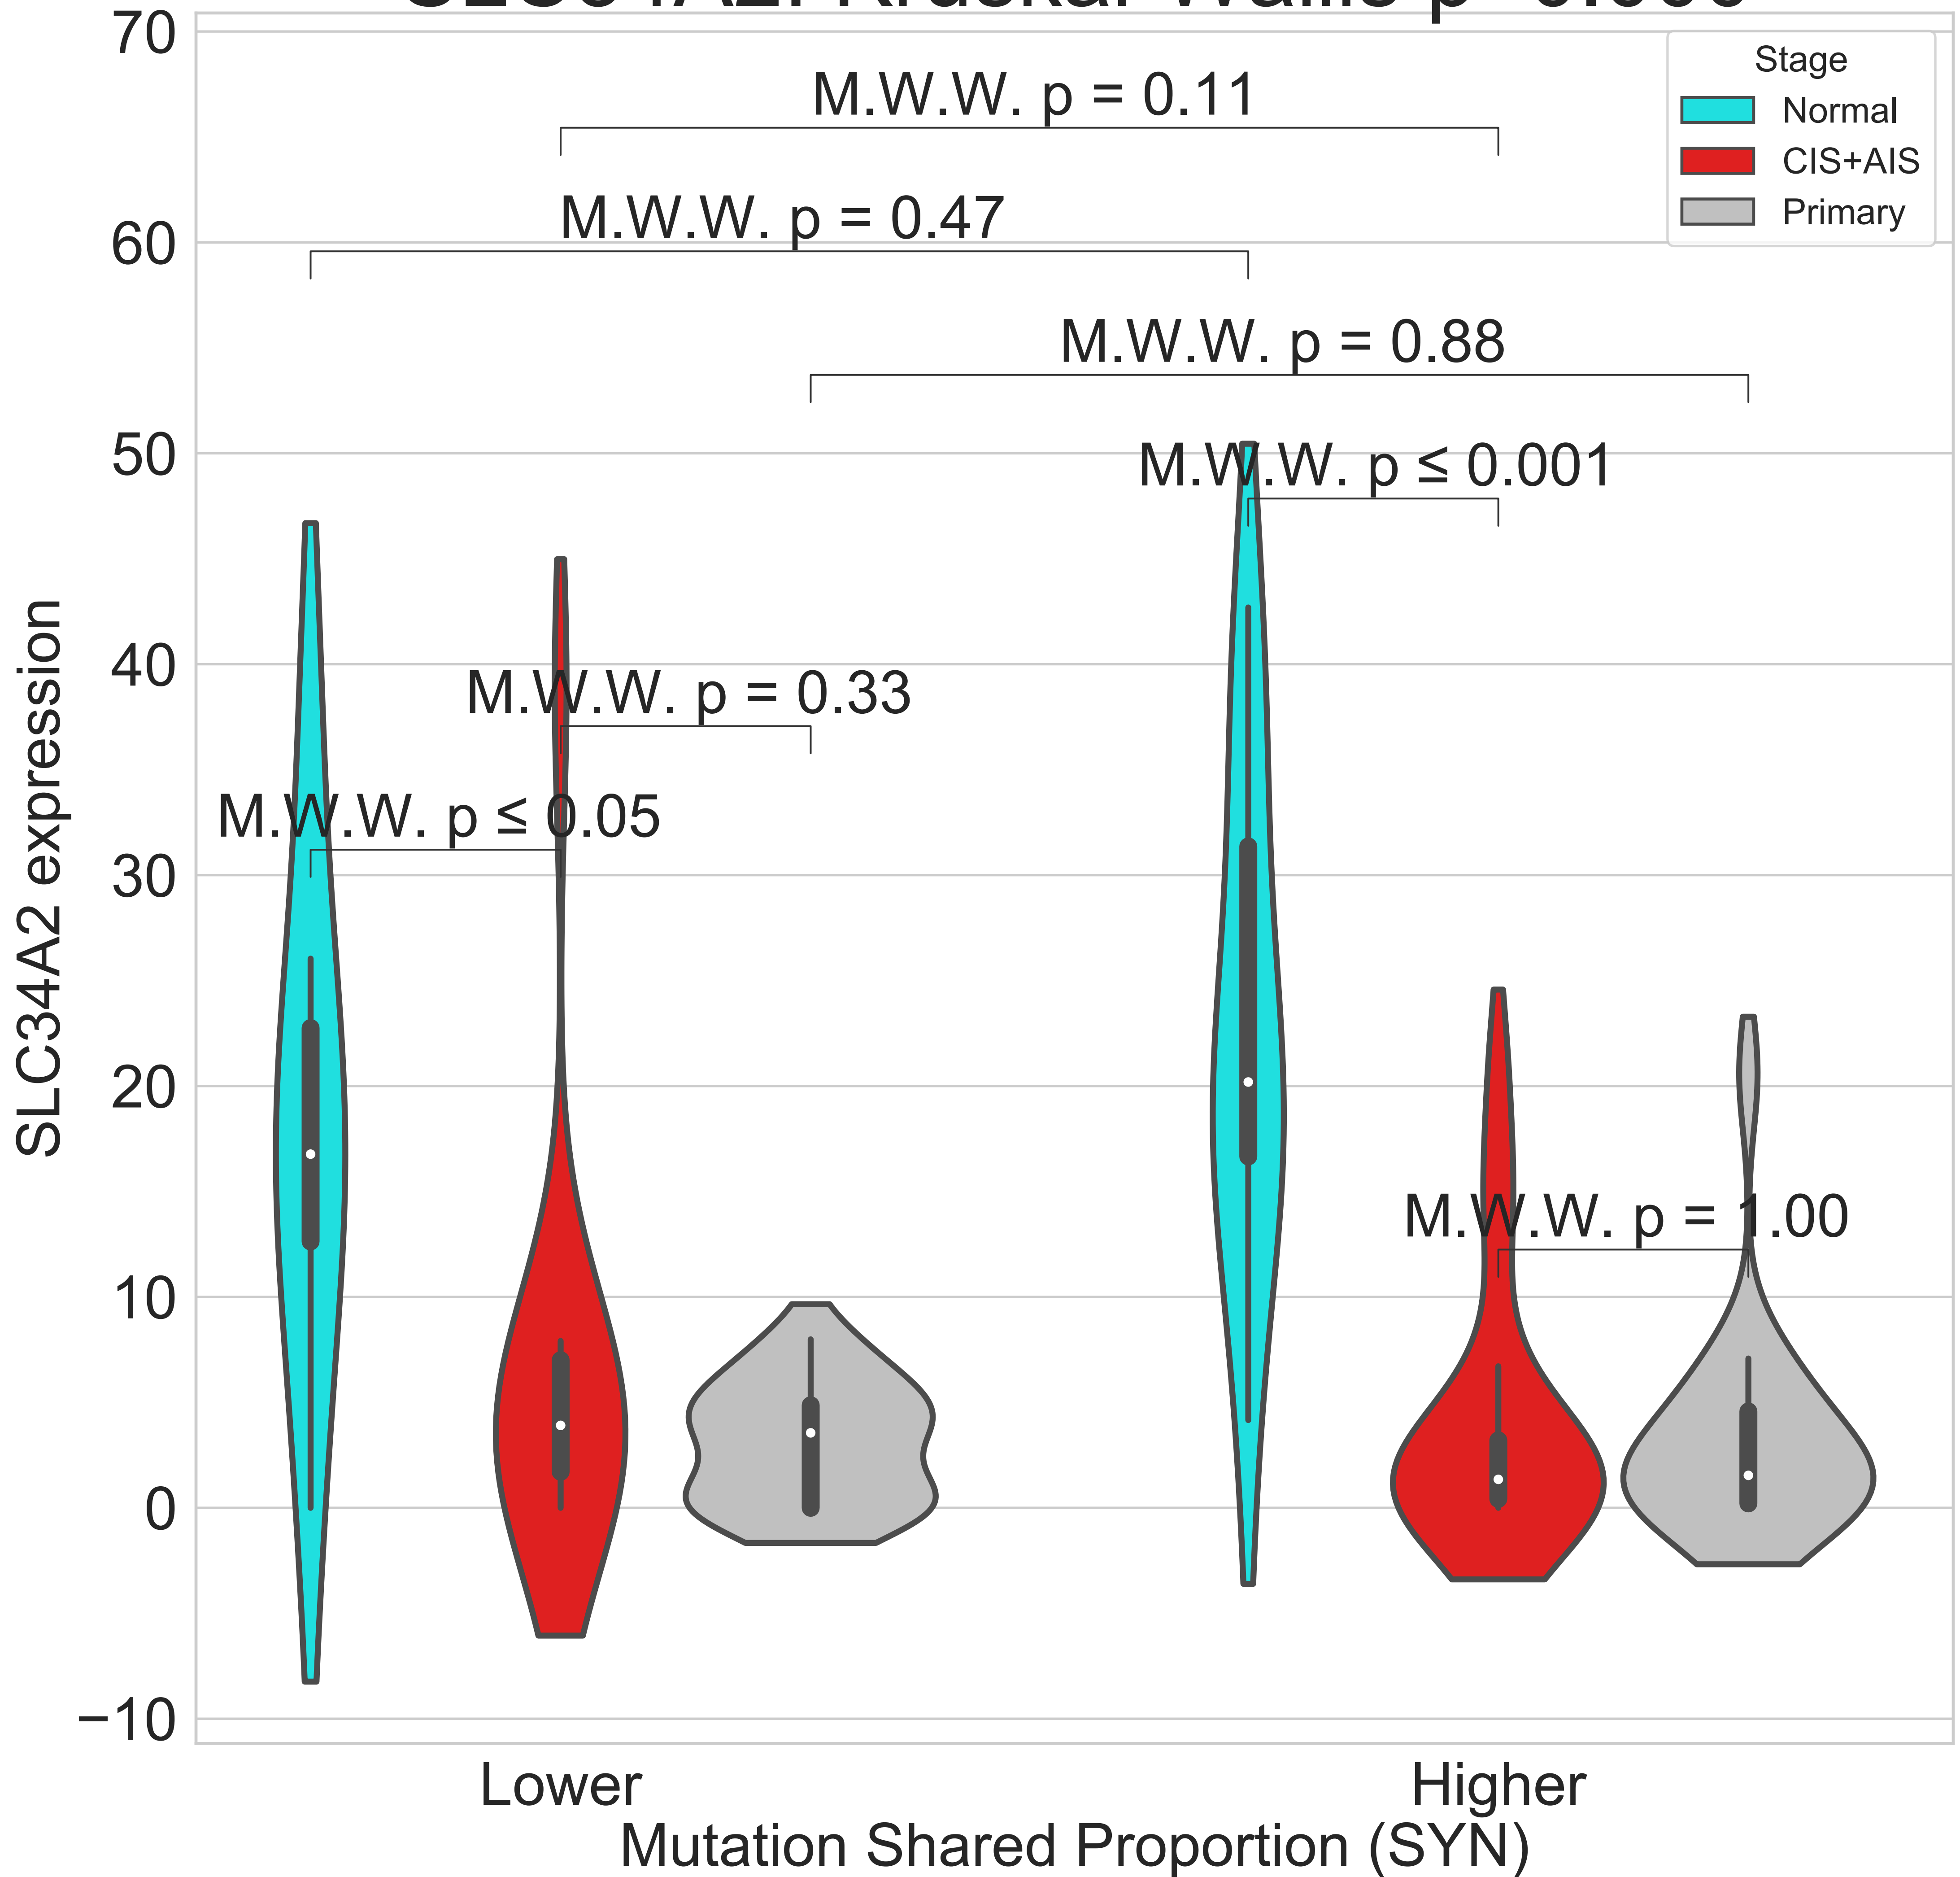 70
Stage
Normal
CIS+AIS
Primary
M.W.W. p = 0.11
M.W.W. p = 0.47
60
M.W.W. p = 0.88
50
M.W.W. p ≤ 0.001
40
M.W.W. p = 0.33
M.W.W. p ≤ 0.05
30
SLC34A2 expression
20
M.W.W. p = 1.00
10
0
−10
Lower
Higher
Mutation Shared Proportion (SYN)